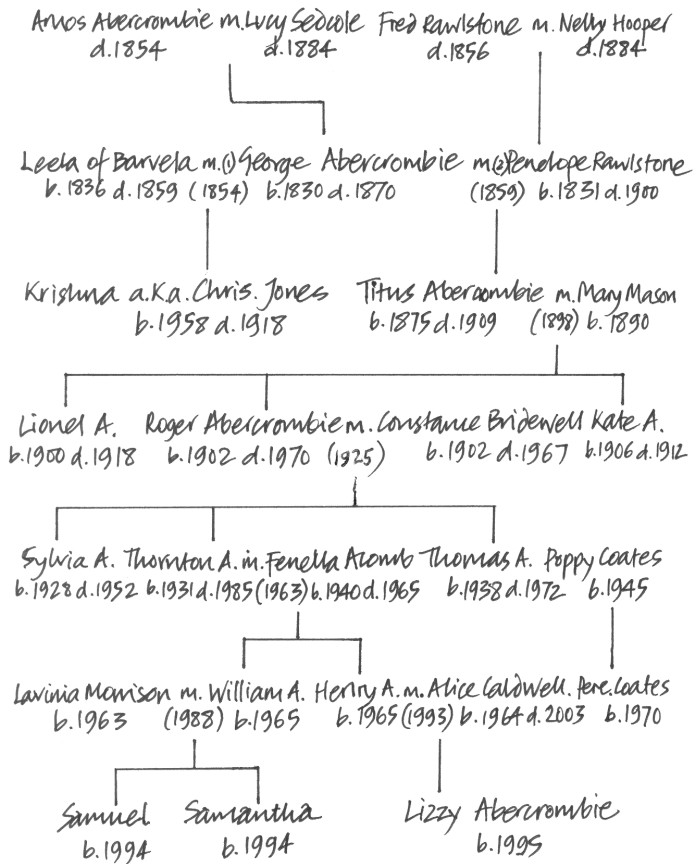 Amos Abercrombie m. Lucy Sedcole Fred Rawlstone m. Nelly Hooper
d.1854 d.1884 d.1856 d.1884
Leela of Barvela m.(1) George Abercrombie m(2) Penelope Rawlstone
b.1836 d.1859 (1854) b.1830 d.1870 (1859) b.1831 d.1900
Krishna a.k.a. Chris. Jones Titus Abercrombie m. Mary Mason
b.1958 d.1918 b.1875 d.1909 (1898) b.1890
Lionel A. Roger Abercrombie m. Constance Bridewell Kate A.
b.1900 d.1918 b.1902 d.1970 (1925) b.1902 d.1967 b.1906 d.1912
Sylvia A. Thornton A. m. Fenella Acomb Thomas A. Poppy Coates
b.1928 d.1952 b.1931 d.1985 (1963) b.1940 d.1965 b.1938 d.1972 b.1945
Lavinia Morrison m. William A. Henry A. m. Alice Caldwell. Pere. Coates
b.1963 (1988) b.1965 b.1965 (1993) b.1964 d.2003 b.1970
Samuel Samantha Lizzy Abercrombie
b.1994 b.1994 b.1995